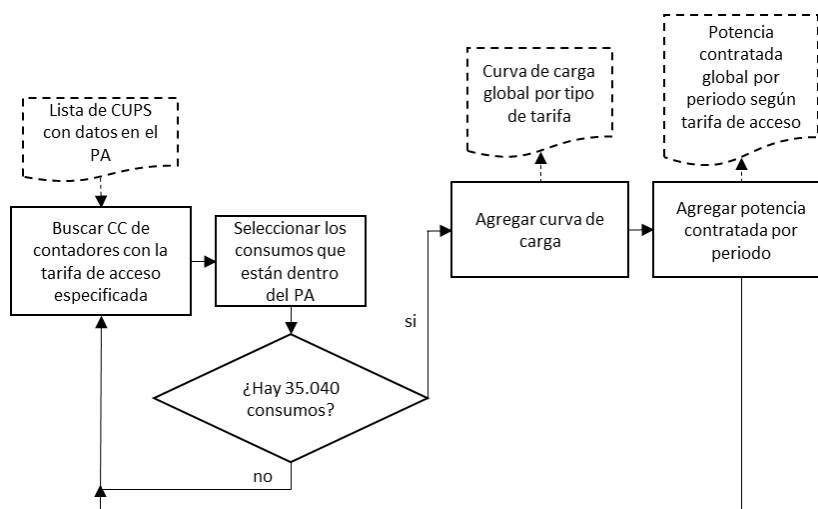 Lista de CUPS
con datos en el
PA
Buscar CC de
contadores con la
tarifa de acceso
especificada
Seleccionar los
consumos que
están dentro
del PA
¿Hay 35.040
consumos?
si
no
Curva de carga
global por tipo
de tarifa
Agregar curva de
carga
Potencia
contratada
global por
periodo según
tarifa de acceso
Agregar potencia
contratada por
periodo